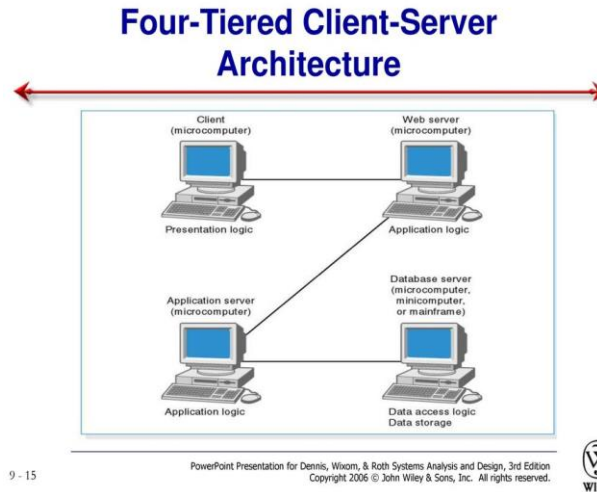 Four-Tiered Client-Server
Architecture
Client
(microcomputer)
Web server
(microcomputer)
Presentation logic
Application logic
Application server
(microcomputer)
Database server
(microcomputer,
minicomputer,
or mainframe)
Application logic
Data access logic
Data storage
9 - 15
PowerPoint Presentation for Dennis, Wixom, & Roth Systems Analysis and Design, 3rd Edition
Copyright 2006 © John Wiley & Sons, Inc. All rights reserved.